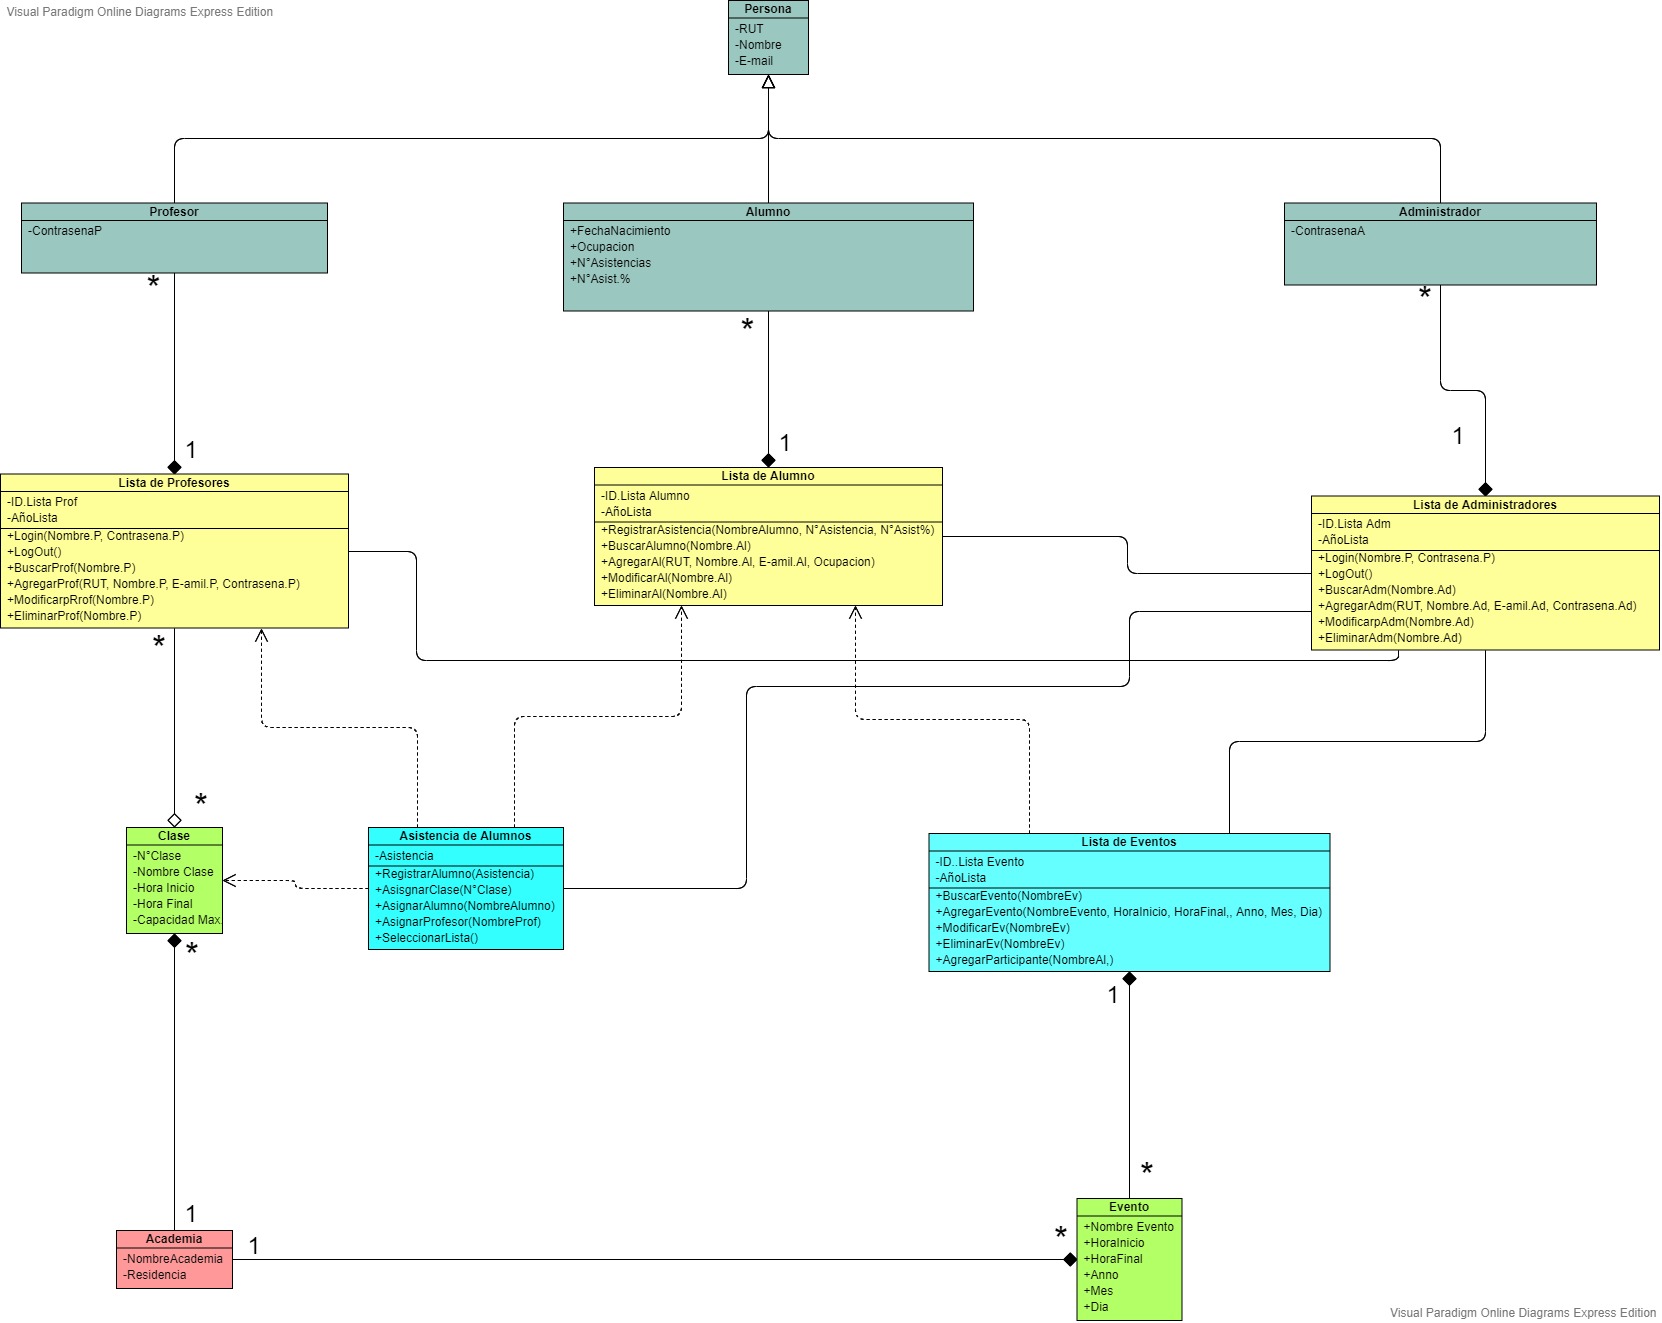 Visual Paradigm Online Diagrams Express Edition
Persona
-RUT
-Nombre
-E-mail
Profesor
-ContrasenaP
*
Alumno
+FechaNacimiento
+Ocupacion
+N°Asistencias
+N°Asist.%
*
Administrador
-ContrasenaA
*
1
Lista de Profesores
-ID.Lista Prof
-AñoLista
+Login(Nombre.P, Contrasena.P)
+LogOut()
+BuscarProf(Nombre.P)
+AgregarProf(RUT, Nombre.P, E-amil.P, Contrasena.P)
+ModificarpRrof(Nombre.P)
+EliminarProf(Nombre.P)
*
1
Lista de Alumno
-ID.Lista Alumno
-AñoLista
+RegistrarAsistencia(NombreAlumno, N°Asistencia, N°Asist%)
+BuscarAlumno(Nombre.Al)
+AgregarAl(RUT, Nombre.Al, E-amil.Al, Ocupacion)
+ModificarAl(Nombre.Al)
+EliminarAl(Nombre.Al)
1
Lista de Administradores
-ID.Lista Adm
-AñoLista
+Login(Nombre.P, Contrasena.P)
+LogOut()
+BuscarAdm(Nombre.Ad)
+AgregarAdm(RUT, Nombre.Ad, E-amil.Ad, Contrasena.Ad)
+ModificarpAdm(Nombre.Ad)
+EliminarAdm(Nombre.Ad)
*
Clase
-N°Clase
-Nombre Clase
-Hora Inicio
-Hora Final
-Capacidad Max.
*
Asistencia de Alumnos
-Asistencia
+RegistrarAlumno(Asistencia)
+AsisgnarClase(N°Clase)
+AsignarAlumno(NombreAlumno)
+AsignarProfesor(NombreProf)
+SeleccionarLista()
Lista de Eventos
-ID..Lista Evento
-AñoLista
+BuscarEvento(NombreEv)
+AgregarEvento(NombreEvento, HoraInicio, HoraFinal,, Anno, Mes, Dia)
+ModificarEv(NombreEv)
+EliminarEv(NombreEv)
+AgregarParticipante(NombreAl,)
1
*
1
Academia
-NombreAcademia
-Residencia
1
*
Evento
+Nombre Evento
+HoraInicio
+HoraFinal
+Anno
+Mes
+Dia
Visual Paradigm Online Diagrams Express Edition